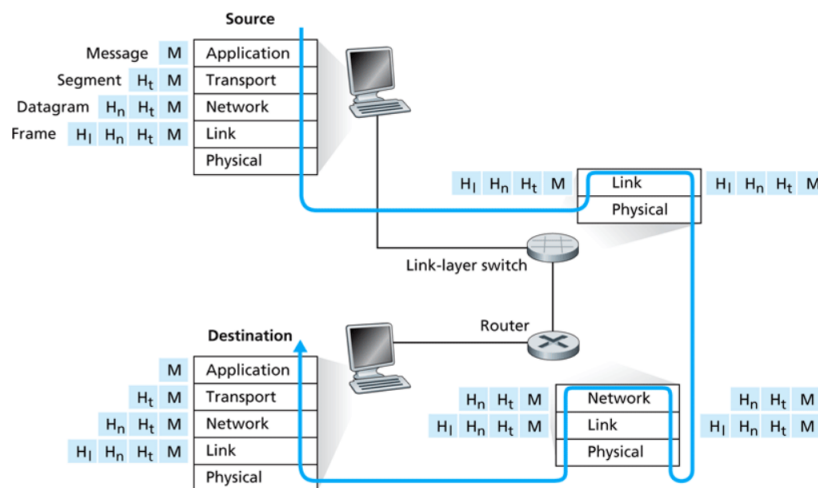 Source
Message M Application
Segment Ht M Transport
Datagram Hn Ht M Network
Frame Hl Hn Ht M Link
Physical
Hl Hn Ht M Link Hl Hn Ht M
Physical
Link-layer switch
Router
Destination
M Application
Ht M Transport
Hn Ht M Network
Hl Hn Ht M Link
Physical
Hn Ht M Network Hn Ht M
Hl Hn Ht M Link Hl Hn Ht M
Physical